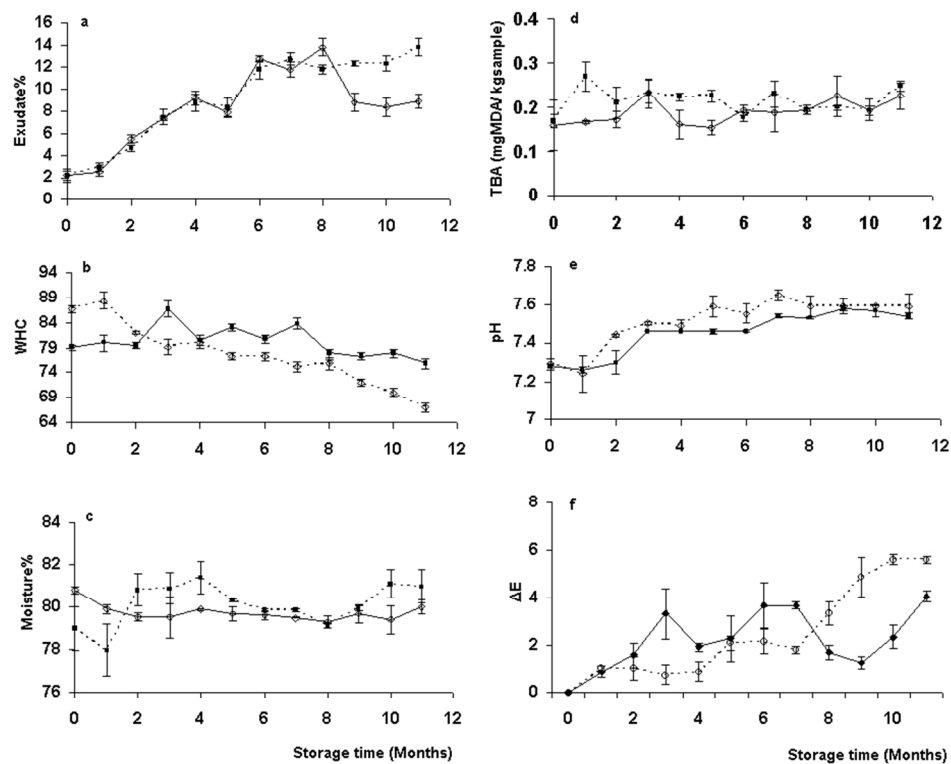 a
Exudate%
16
14
12
10
8
6
4
2
0
0 2 4 6 8 10 12
b
WHC
94
89
84
79
74
69
64
0 2 4 6 8 10 12
c
Moisture%
84
82
80
78
76
0 2 4 6 8 10 12
Storage time (Months)
d
TBA (mgMDA/ kgsample)
0.4
0.3
0.2
0.1
0
0 2 4 6 8 10 12
e
pH
7.8
7.6
7.4
7.2
7
0 2 4 6 8 10 12
f
ΔE
8
6
4
2
0
0 2 4 6 8 10
Storage time (Months)